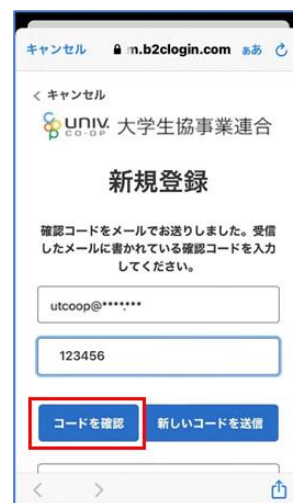 キャンセル m.b2clogin.com ぁあ
< キャンセル
UNIV. CO-OP 大学生協事業連合
新規登録
確認コードをメールでお送りしました。受信
したメールに書かれている確認コードを入力
してください。
utcoop@*******
123456
コードを確認 新しいコードを送信